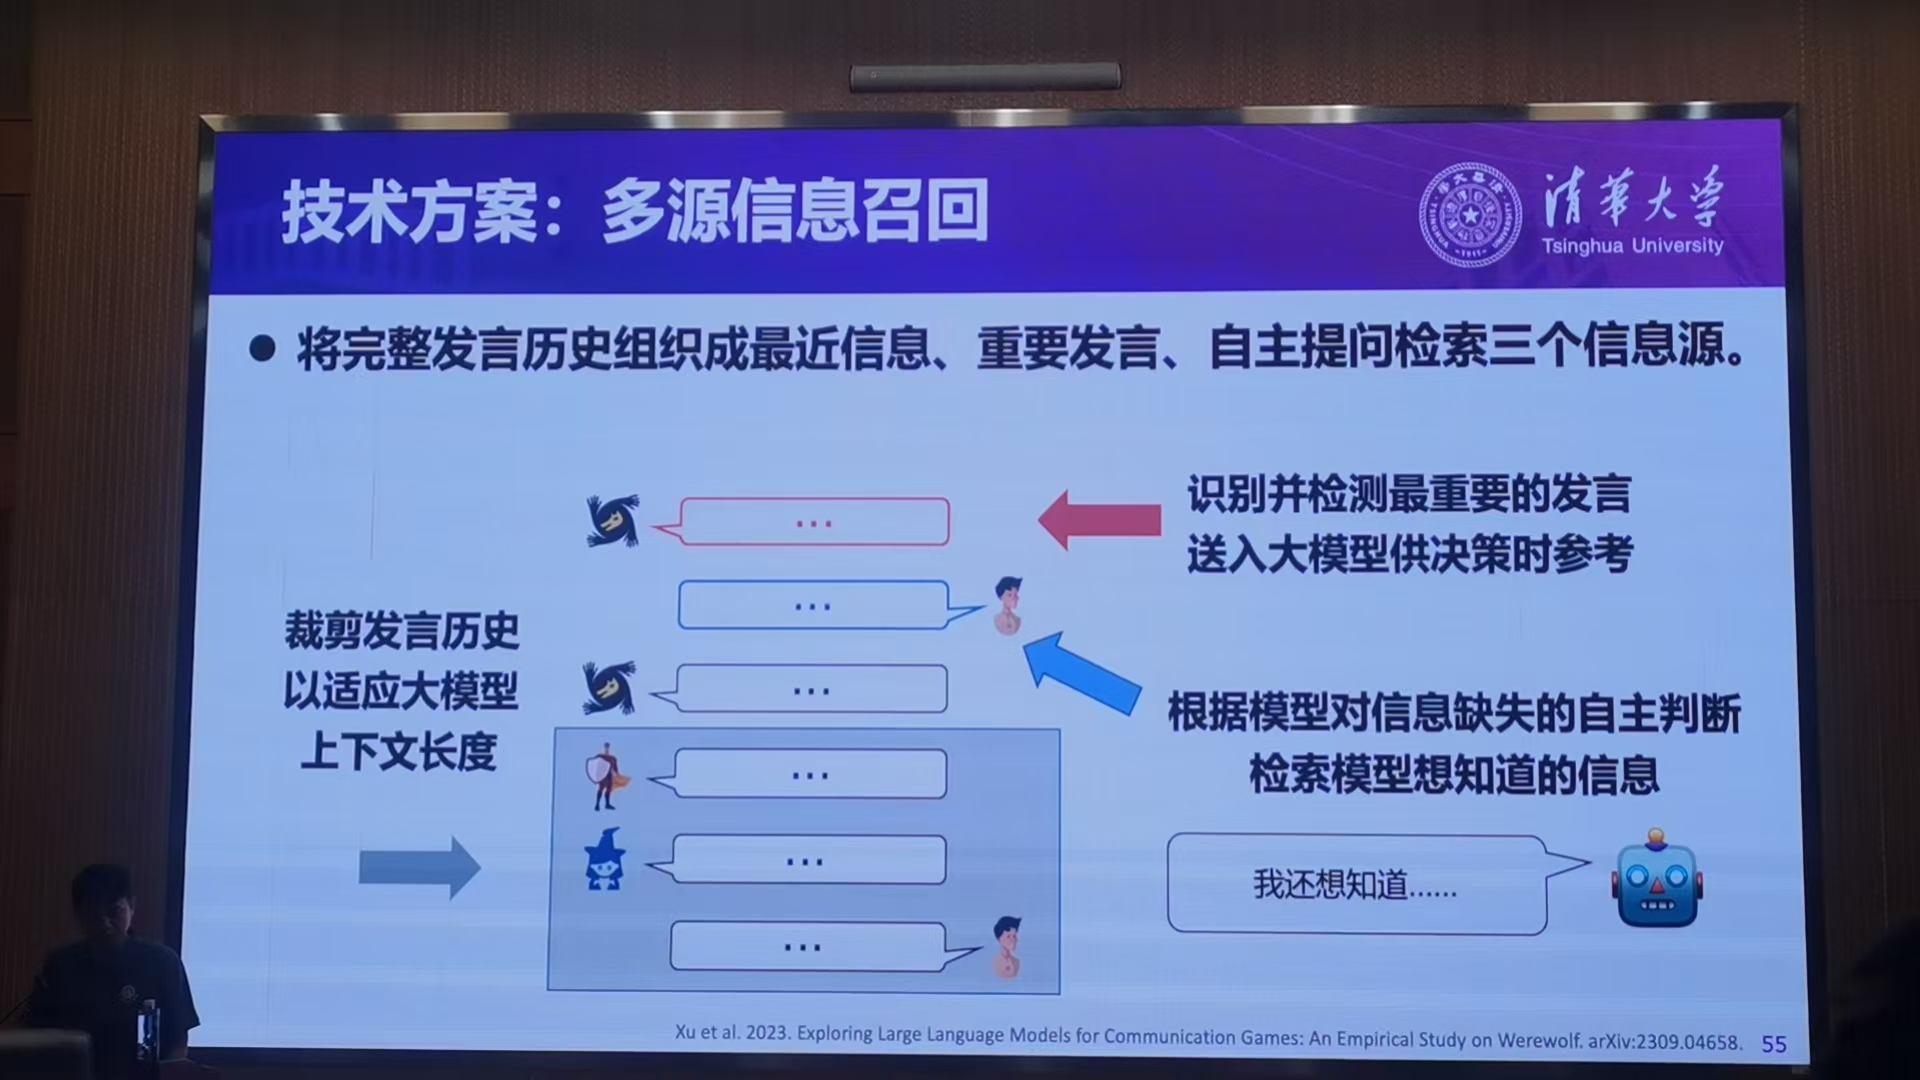 技术方案：多源信息召回
清华大学
Tsinghua University
● 将完整发言历史组织成最近信息、重要发言、自主提问检索三个信息源。
...
识别并检测最重要的发言
送入大模型供决策时参考
...
裁剪发言历史
以适应大模型
上下文长度
...
根据模型对信息缺失的自主判断
检索模型想知道的信息
...
...
我还想知道......
...
Xu et al. 2023. Exploring Large Language Models for Communication Games: An Empirical Study on Werewolf. arXiv:2309.04658.
55